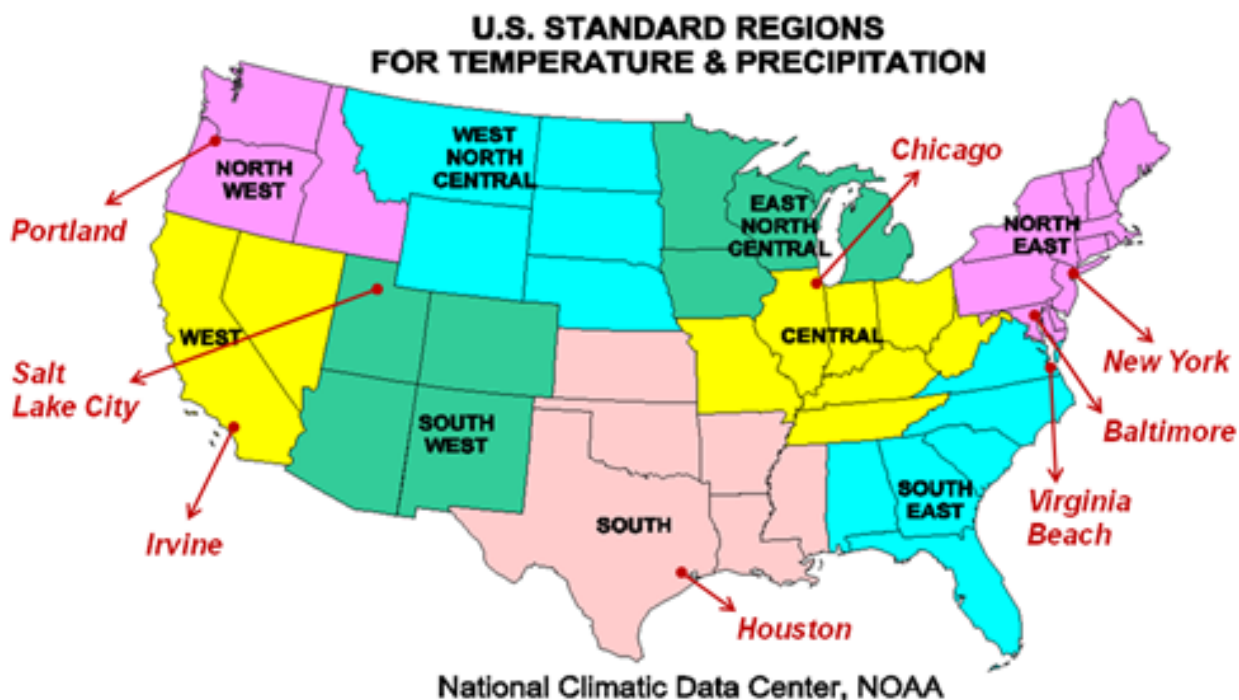 U.S. STANDARD REGIONS
FOR TEMPERATURE & PRECIPITATION
WEST
NORTH
CENTRAL
Chicago
NORTH
WEST
EAST
NORTH
CENTRAL
NORTH
EAST
Portland
WEST
CENTRAL
New York
Salt
Lake City
SOUTH
WEST
Baltimore
SOUTH
EAST
Virginia
Beach
SOUTH
Irvine
Houston
National Climatic Data Center, NOAA